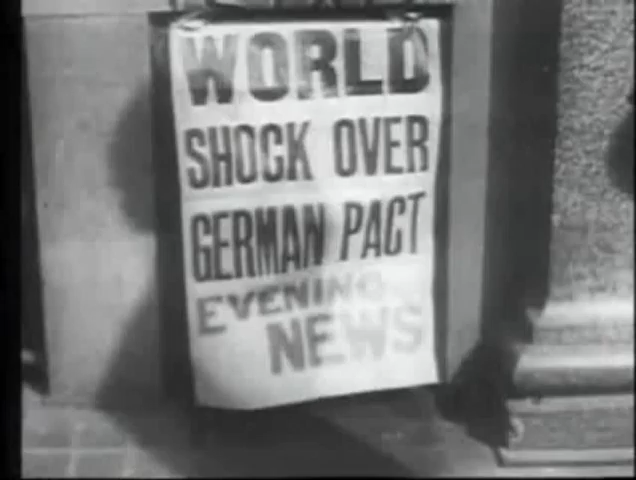 WORLD
SHOCK OVER
GERMAN PACT
EVENING
NEWS